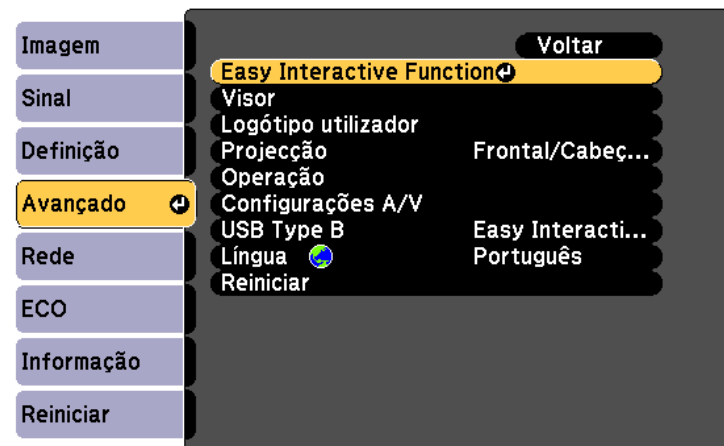 Imagem
Sinal
Definição
Avançado
Rede
ECO
Informação
Reiniciar
Voltar
Easy Interactive Function
Visor
Logótipo utilizador
Projecção Frontal/Cabeç...
Operação
Configurações A/V
USB Type B Easy Interacti...
Língua Português
Reiniciar